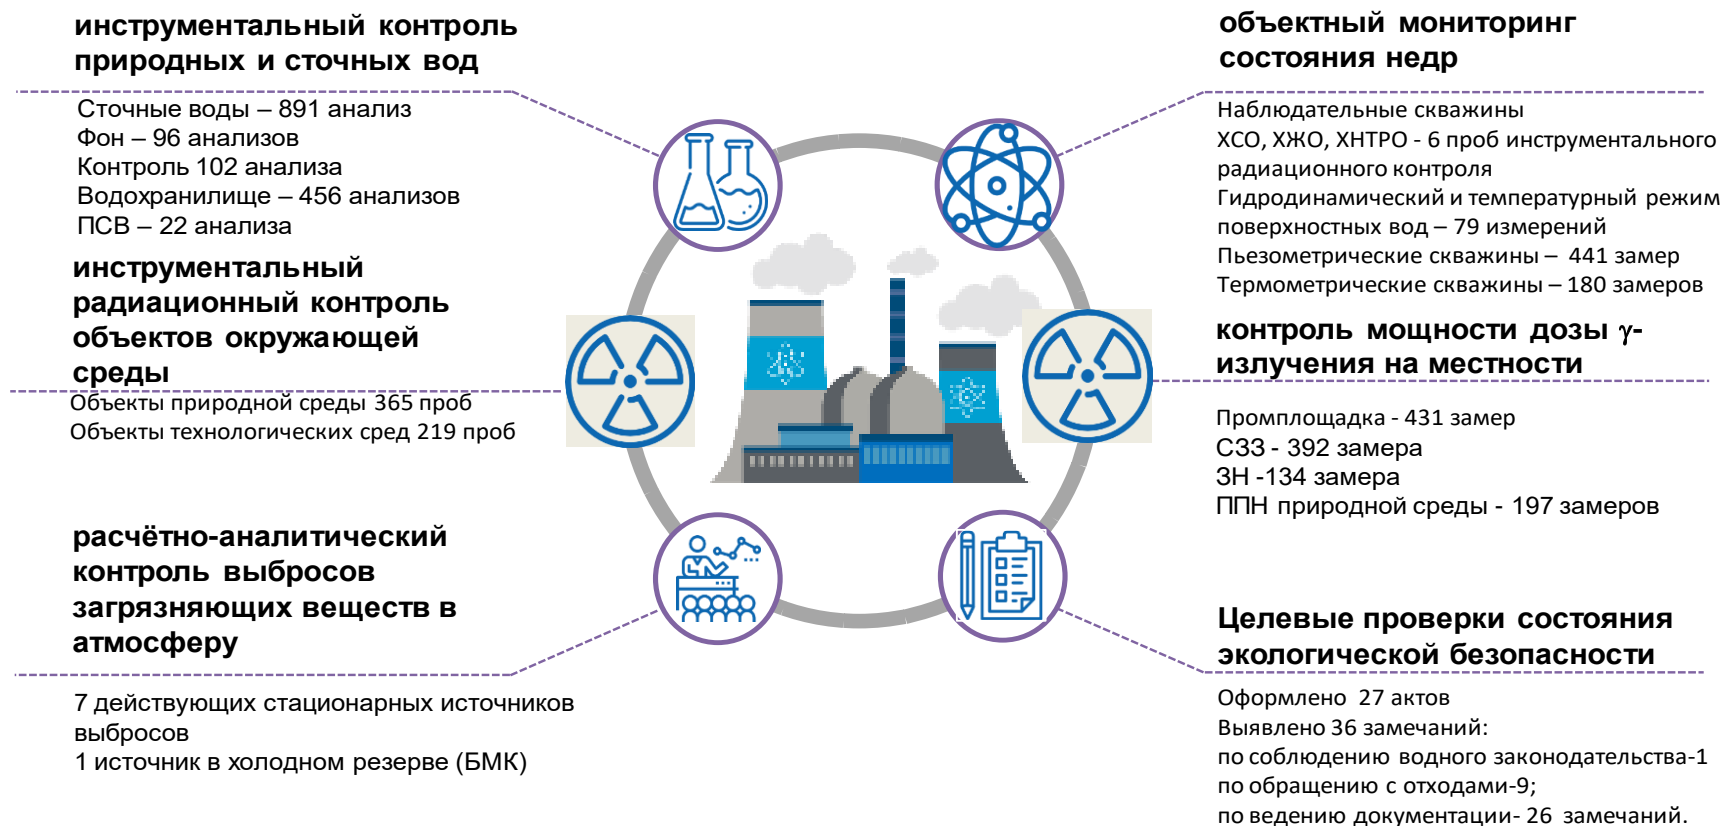 инструментальный контроль
природных и сточных вод
Сточные воды – 891 анализ
Фон – 96 анализов
Контроль 102 анализа
Водохранилище – 456 анализов
ПСВ – 22 анализа
инструментальный
радиационный контроль
объектов окружающей
среды
Объекты природной среды 365 проб
Объекты технологических сред 219 проб
расчётно-аналитический
контроль выбросов
загрязняющих веществ в
атмосферу
7 действующих стационарных источников
выбросов
1 источник в холодном резерве (БМК)
объектный мониторинг
состояния недр
Наблюдательные скважины
ХСО, ХЖО, ХНТРО - 6 проб инструментального
радиационного контроля
Гидродинамический и температурный режим
поверхностных вод – 79 измерений
Пьезометрические скважины – 441 замер
Термометрические скважины – 180 замеров
контроль мощности дозы γ-
излучения на местности
Промплощадка - 431 замер
СЗЗ - 392 замера
ЗН -134 замера
ППН природной среды - 197 замеров
Целевые проверки состояния
экологической безопасности
Оформлено 27 актов
Выявлено 36 замечаний:
по соблюдению водного законодательства-1
по обращению с отходами-9;
по ведению документации- 26 замечаний.